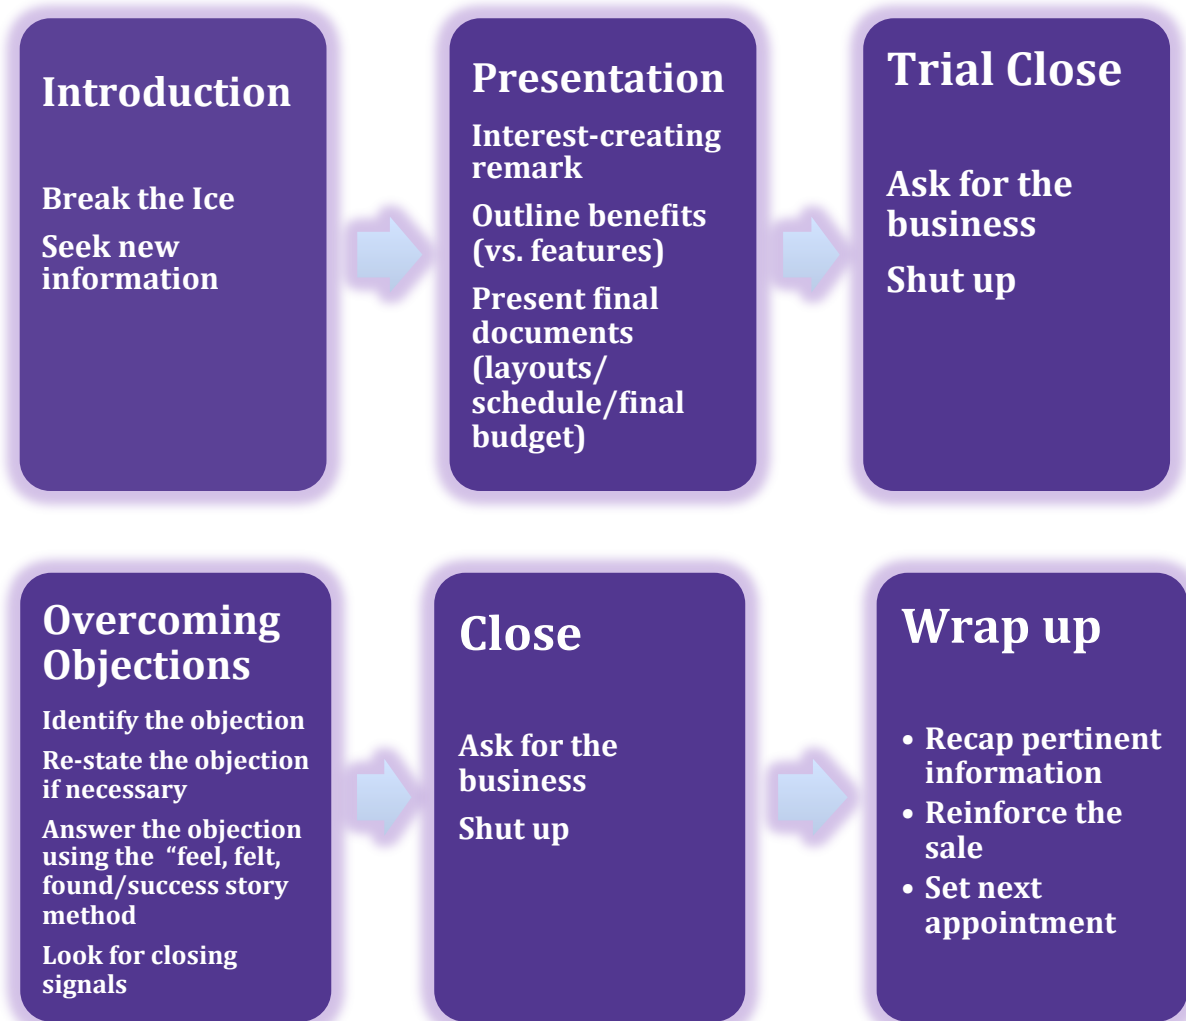 Introduction
Break the Ice
Seek new
information
Presentation
Interest-creating
remark
Outline benefits
(vs. features)
Present final
documents
(layouts/
schedule/final
budget)
Trial Close
Ask for the
business
Shut up
Overcoming
Objections
Identify the objection
Re-state the objection
if necessary
Answer the objection
using the “feel, felt,
found/success story
method
Look for closing
signals
Close
Ask for the
business
Shut up
Wrap up
• Recap pertinent
information
• Reinforce the
sale
• Set next
appointment